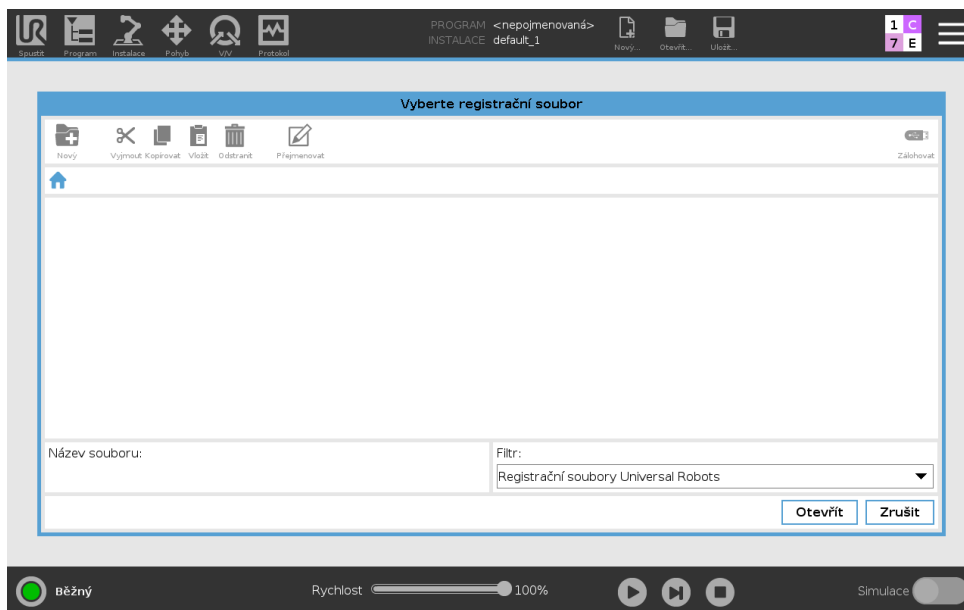 UR
PROGRAM <nepojmenovaná>
INSTALACE default_1
1 C
7 E
Spustit Program Instalace Pohyb V/V Protokol Nový... Otevřít... Uložit...
Vyberte registrační soubor
Nový Vyjmout Kopírovat Vložit Odstranit Přejmenovat Zálohovat
Název souboru:
Filtr:
Registrační soubory Universal Robots
Otevřít Zrušit
Běžný Rychlost 100% Simulace